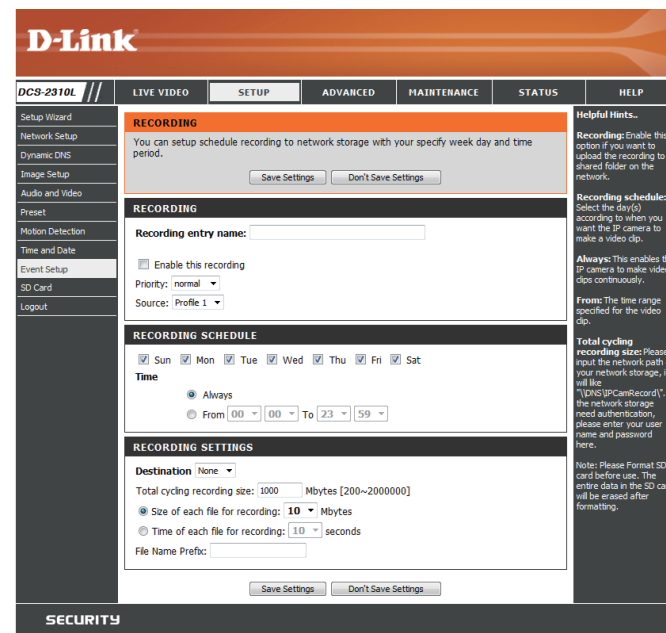 D-Link
DCS-2310L // LIVE VIDEO SETUP ADVANCED MAINTENANCE STATUS HELP
Setup Wizard
Network Setup
Dynamic DNS
Image Setup
Audio and Video
Preset
Motion Detection
Time and Date
Event Setup
SD Card
Logout
RECORDING
You can setup schedule recording to network storage with your specify week day and time
period.
Save Settings Don't Save Settings
RECORDING
Recording entry name:
Enable this recording
Priority: normal
Source: Profile 1
RECORDING SCHEDULE
Sun Mon Tue Wed Thu Fri Sat
Time
Always
From 00 00 To 23 59
RECORDING SETTINGS
Destination None
Total cycling recording size: 1000 Mbytes [200~2000000]
Size of each file for recording: 10 Mbytes
Time of each file for recording: 10 seconds
File Name Prefix:
Save Settings Don't Save Settings
Helpful Hints..
Recording: Enable this
option if you want to
upload the recording to
shared folder on the
network.
Recording schedule:
Select the day(s)
according to when you
want the IP camera to
make a video clip.
Always: This enables
IP camera to make
clips continuously.
From: The time range
specified for the video
clip.
Total cycling
recording size: Please
input the network path
your network storage,
will like
"\\DNS\IPCamRecord\".
the network storage
need authentication,
please enter your user
name and password
here.
Note: Please Format SD
card before use. The
entire data in the SD
will be erased after
formatting.
SECURITY